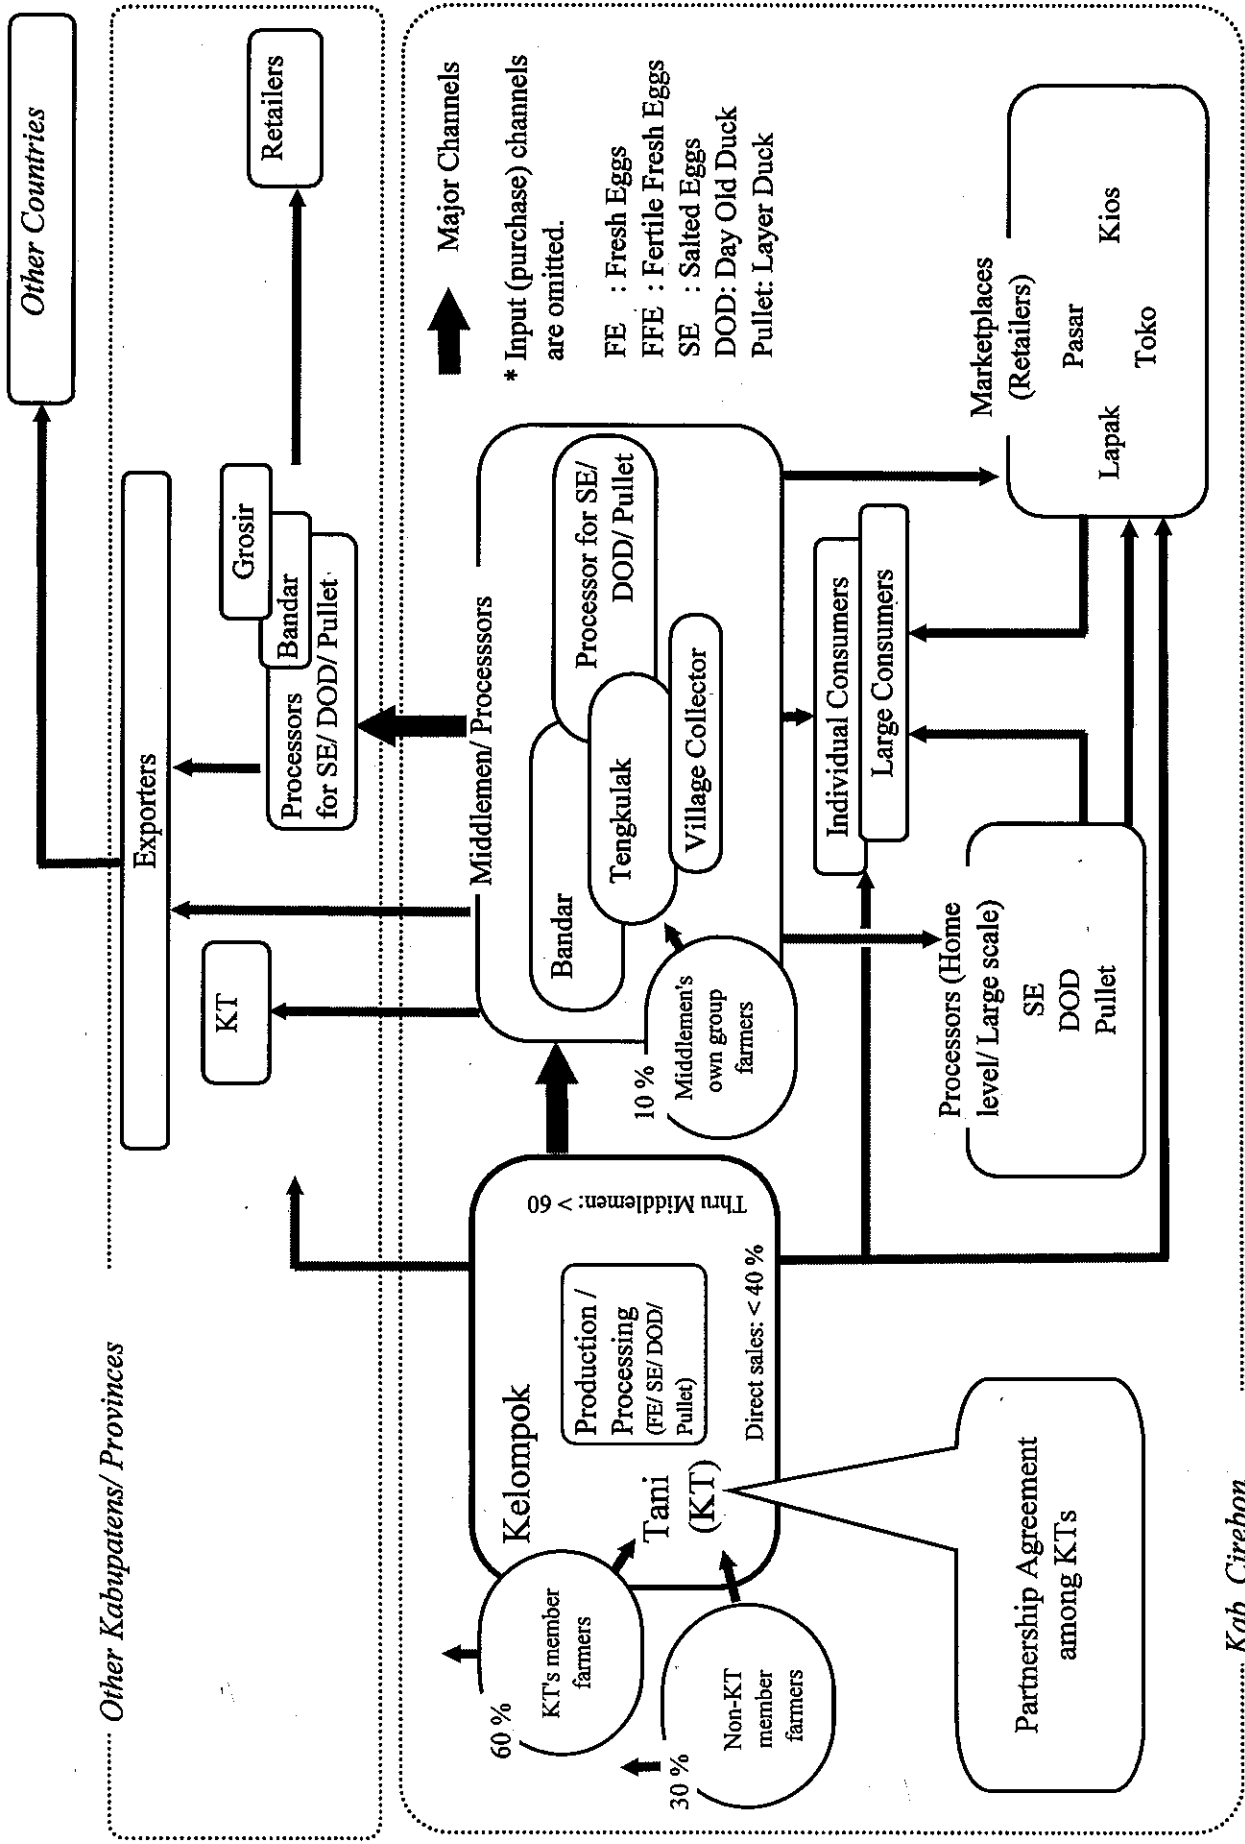 Other Countries
Other Kabupatens/ Provinces
Exporters
KT
Grosir
Bandar
Processors
for SE/ DOD/ Pullet
Retailers
Major Channels
* Input (purchase) channels
are omitted.
FE : Fresh Eggs
FFE : Fertile Fresh Eggs
SE : Salted Eggs
DOD: Day Old Duck
Pullet: Layer Duck
60 %
KT's member
farmers
30 %
Non-KT
member
farmers
Kelompok
Tani
(KT)
Production /
Processing
(FE/ SE/ DOD/
Pullet)
Thru Middlemen: > 60
Direct sales: < 40 %
Middlemen/ Processsors
Bandar
Processor for SE/
DOD/ Pullet
Tengkulak
Village Collector
10 %
Middlemen's
own group
farmers
Individual Consumers
Large Consumers
Processors (Home
level/ Large scale)
SE
DOD
Pullet
Marketplaces
(Retailers)
Pasar
Lapak
Kios
Toko
Partnership Agreement
among KTs
Kab. Cirebon